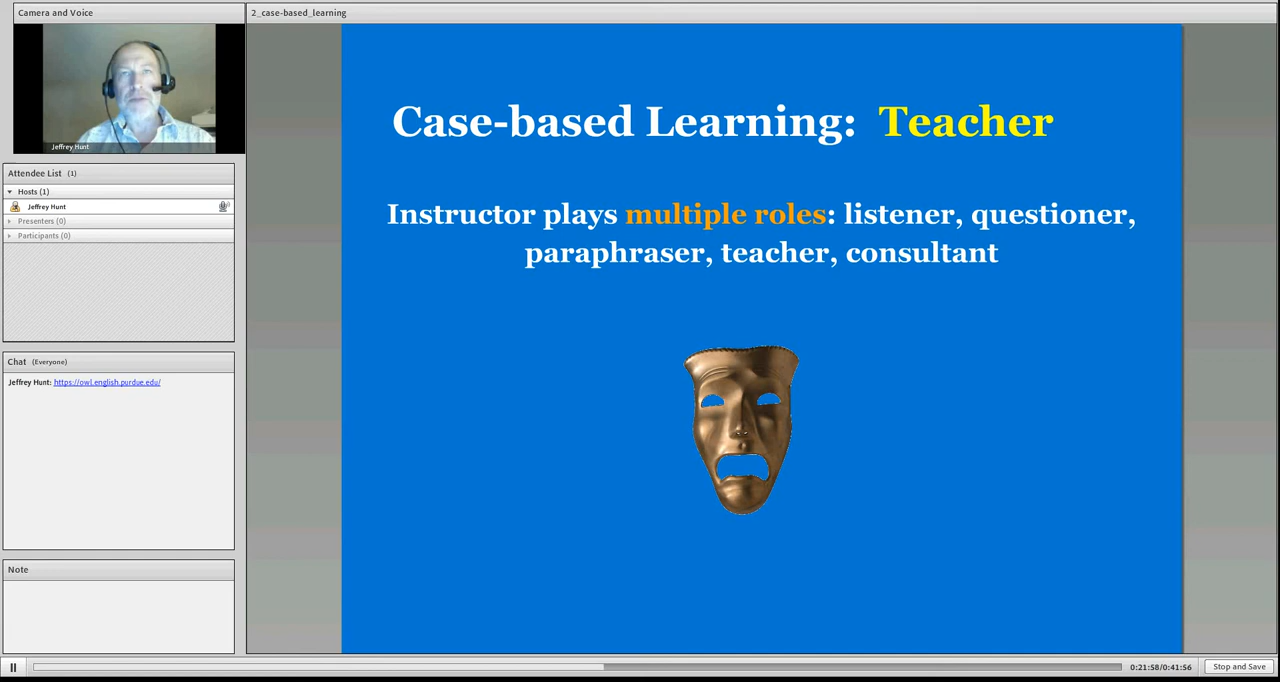 Camera and Voice
Jeffrey Hunt
Attendee List (1)
Hosts (1)
Jeffrey Hunt
Presenters (0)
Participants (0)
Chat (Everyone)
Jeffrey Hunt: https://owl.english.purdue.edu/
Note
2_case-based_learning
Case-based Learning: Teacher
Instructor plays multiple roles: listener, questioner,
paraphraser, teacher, consultant
0:21:58/0:41:56
Stop and Save